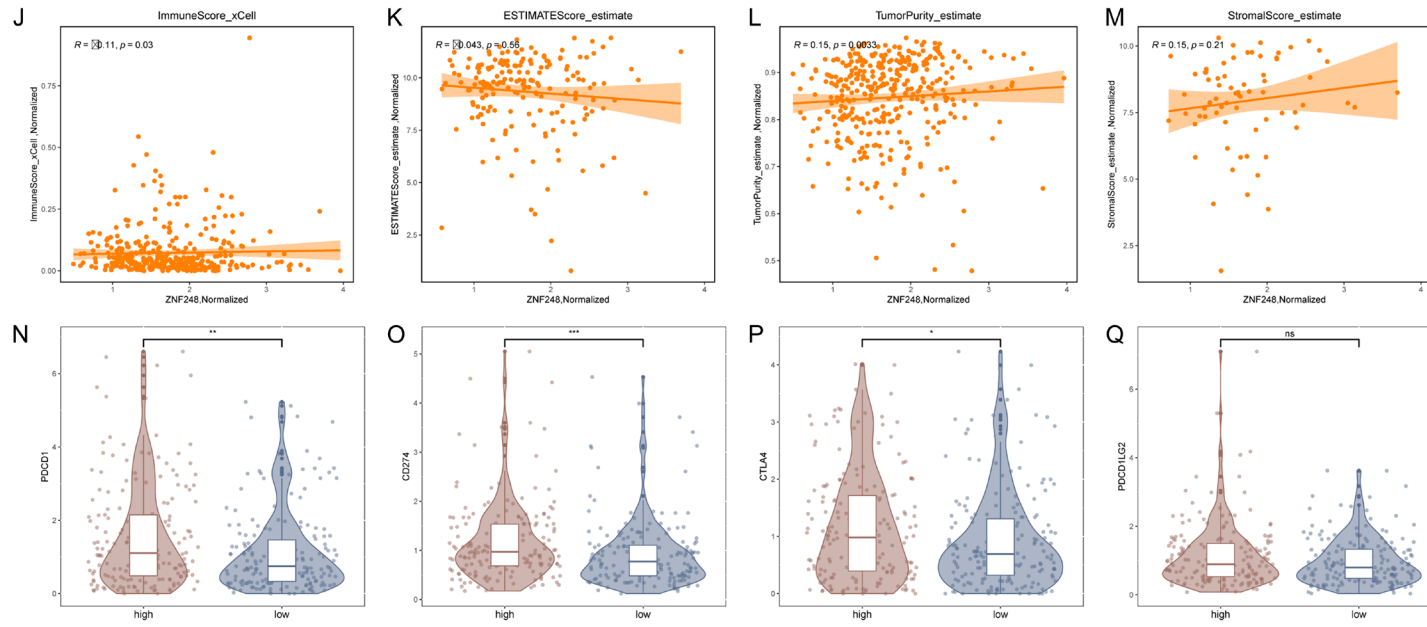 J
ImmuneScore_xCell
R = ☒0.11, p = 0.03
ImmuneScore_xCell ,Normalized
0.75
0.50
0.25
0.00
1 2 3 4
ZNF248,Normalized
K
ESTIMATEScore_estimate
R = ☒0.043, p = 0.56
ESTIMATEScore_estimate ,Normalized
10.0
7.5
5.0
2.5
1 2 3 4
ZNF248,Normalized
L
TumorPurity_estimate
R = 0.15, p = 0.0033
TumorPurity_estimate ,Normalized
0.9
0.8
0.7
0.6
0.5
1 2 3 4
ZNF248,Normalized
M
StromalScore_estimate
R = 0.15, p = 0.21
StromalScore_estimate ,Normalized
10.0
7.5
5.0
2.5
1 2 3 4
ZNF248,Normalized
N
**
PDCD1
6
4
2
0
high low
O
***
CD274
5
4
3
2
1
0
high low
P
*
CTLA4
4
3
2
1
0
high low
Q
ns
PDCD1LG2
6
4
2
0
high low